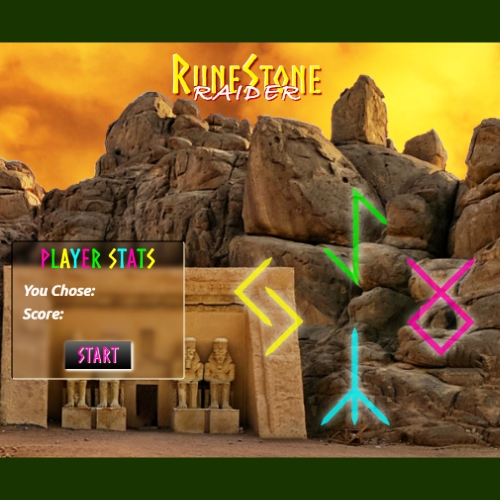 RUNESTONE
RAIDER
PLAYER STATS
You Chose:
Score:
START